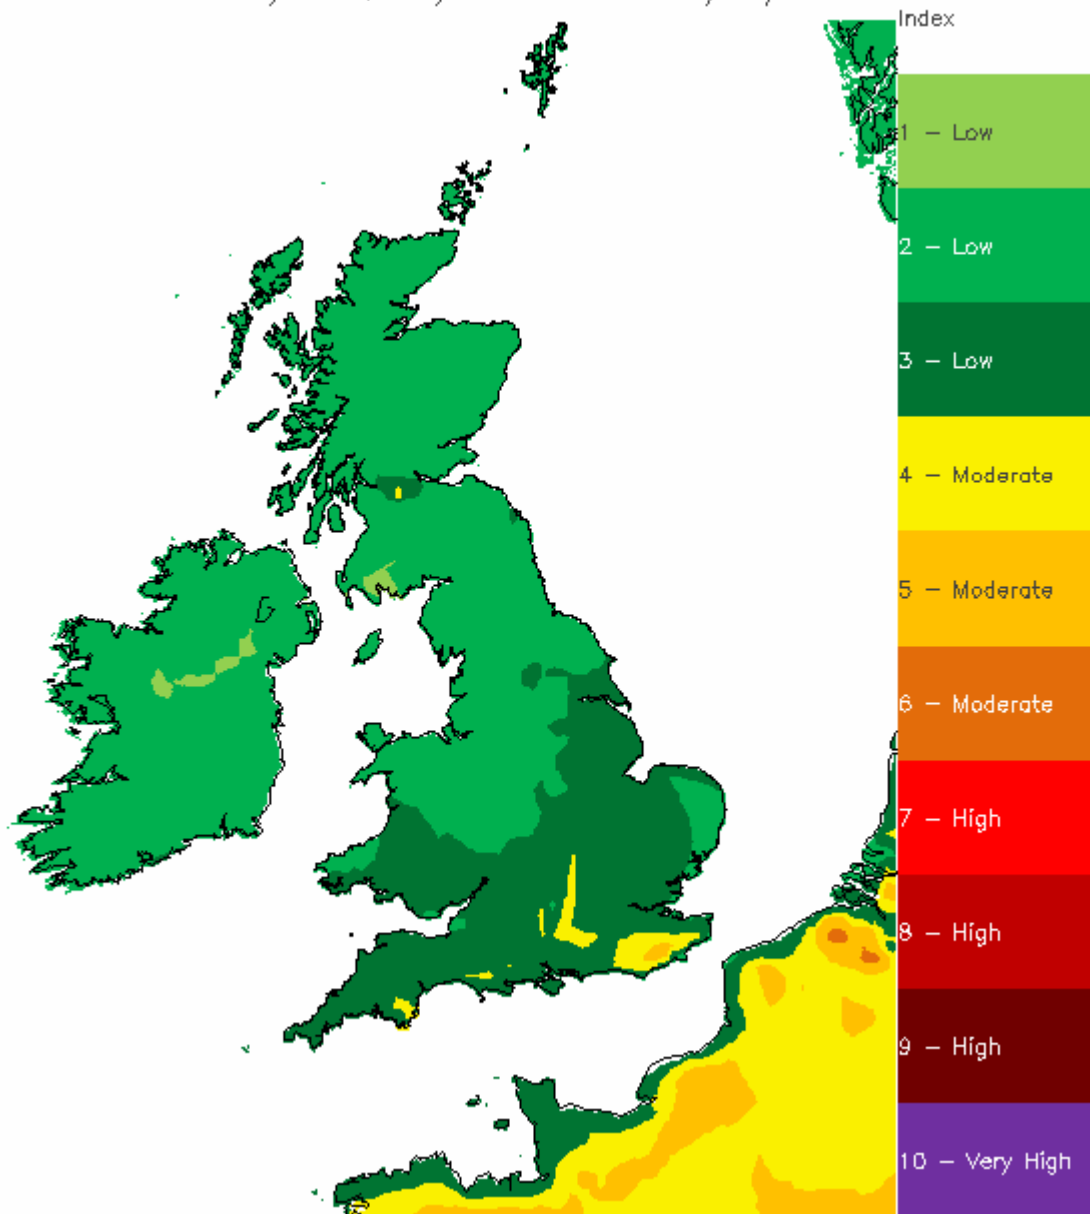 Index
1 – Low
2 – Low
3 – Low
4 – Moderate
5 – Moderate
6 – Moderate
7 – High
8 – High
9 – High
10 – Very High